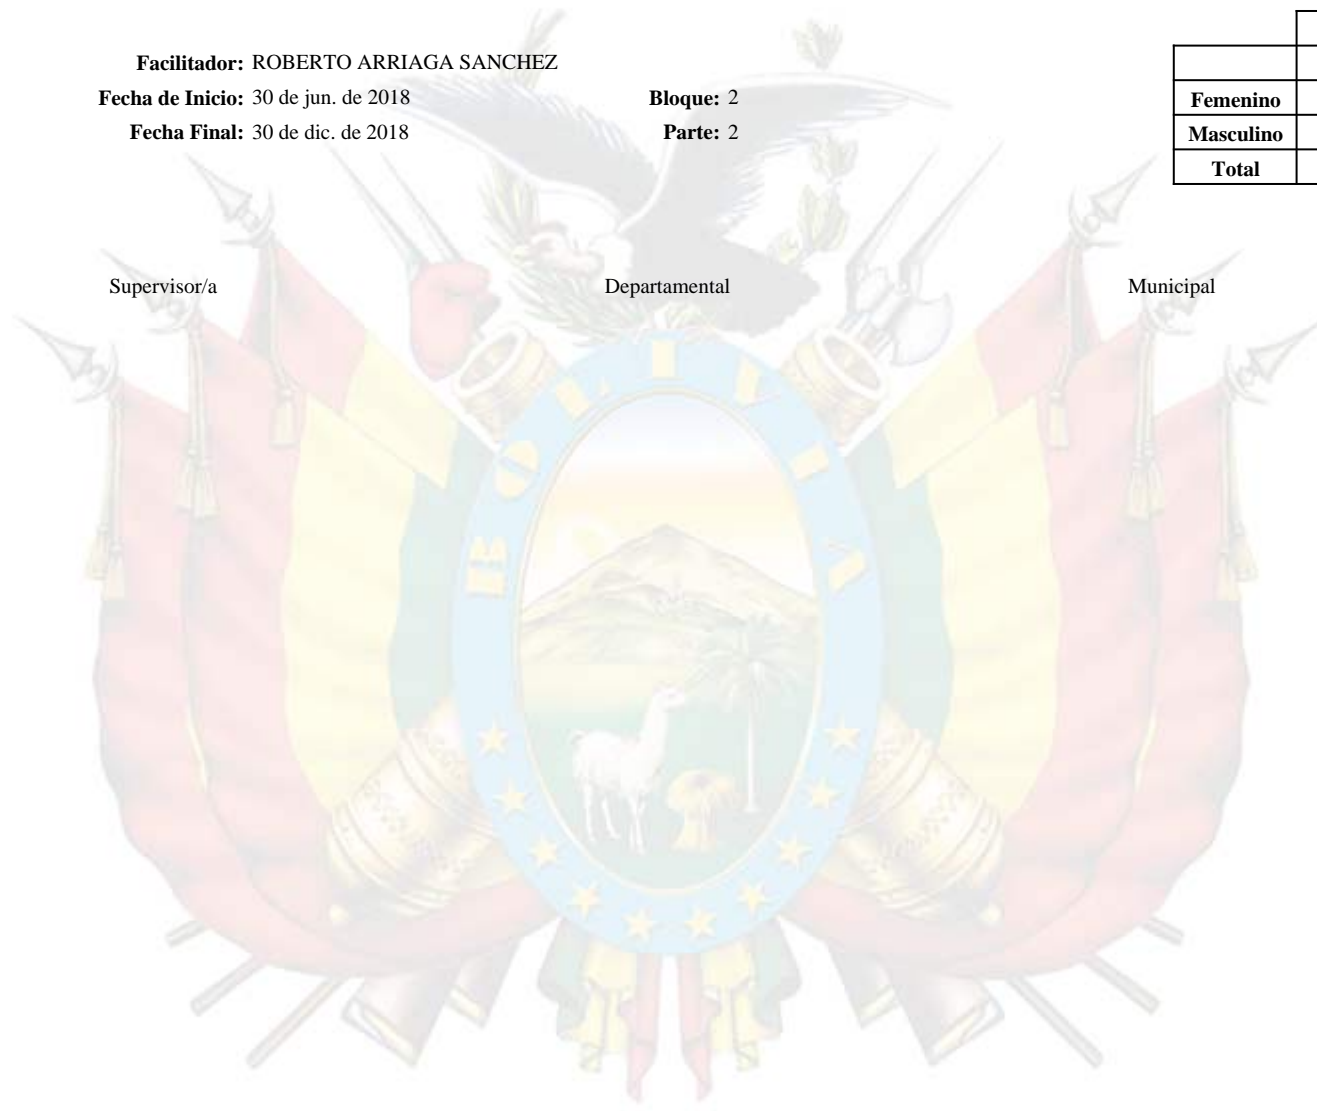 Facilitador: ROBERTO ARRIAGA SANCHEZ
Fecha de Inicio: 30 de jun. de 2018 Bloque: 2
Fecha Final: 30 de dic. de 2018 Parte: 2
Femenino
Masculino
Total
Supervisor/a Departamental Municipal
BOLIVIA